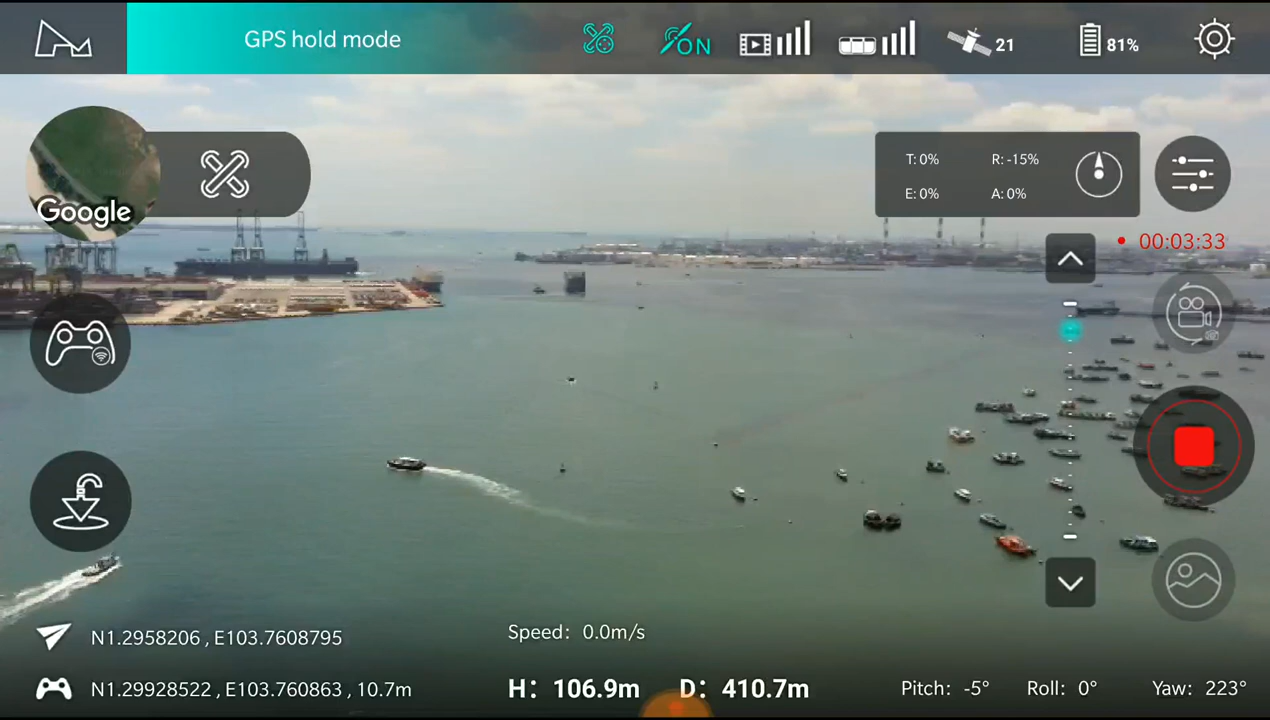 GPS hold mode
ON
21
81%
Google
T: 0% R: -15%
E: 0% A: 0%
00:03:33
N1.2958206 , E103.7608795
Speed: 0.0m/s
N1.29928522 , E103.760863 , 10.7m
H: 106.9m D: 410.7m
Pitch: -5° Roll: 0° Yaw: 223°